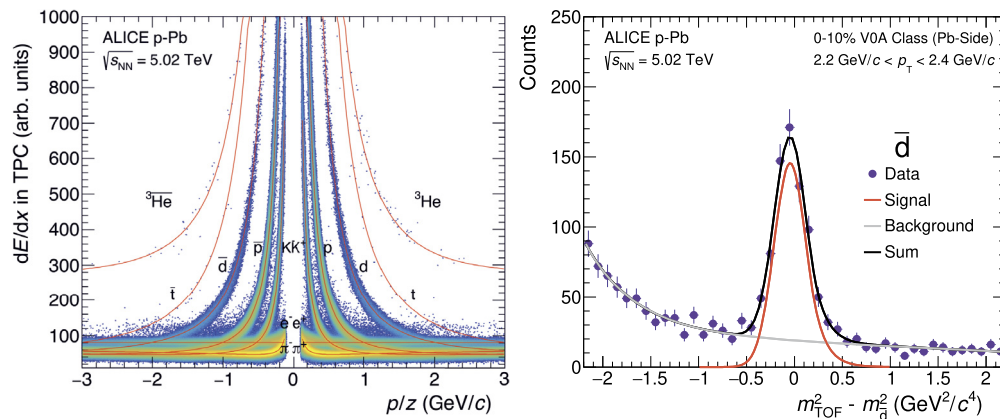 ALICE p-Pb
√sNN = 5.02 TeV
dE/dx in TPC (arb. units)
1000
900
800
700
600
500
400
300
200
100
³H̅e̅
³He
p̅
KK⁺
p
d̅
d
t̅
t
e⁻ e⁺
π⁻ π⁺
−3 −2 −1 0 1 2 3
p/z (GeV/c)
Counts
250
200
150
100
50
0
ALICE p-Pb
√sNN = 5.02 TeV
0-10% V0A Class (Pb-Side)
2.2 GeV/c < pT < 2.4 GeV/c
d̅
Data
Signal
Background
Sum
−2 −1.5 −1 −0.5 0 0.5 1 1.5 2
m²TOF - m²d (GeV²/c⁴)